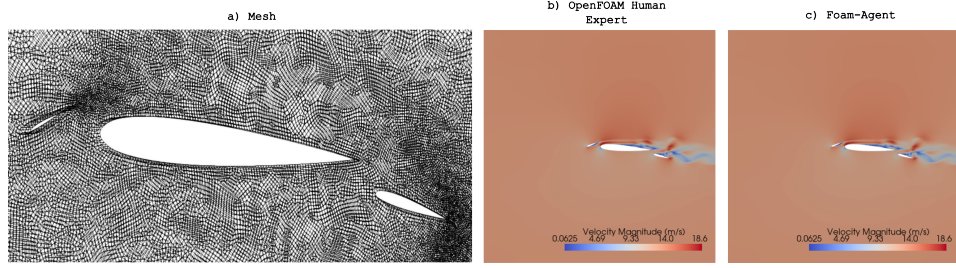 a) Mesh
b) OpenFOAM Human
Expert
c) Foam-Agent
Velocity Magnitude (m/s)
0.0625 4.69 9.33 14.0 18.6
Velocity Magnitude (m/s)
0.0625 4.69 9.33 14.0 18.6